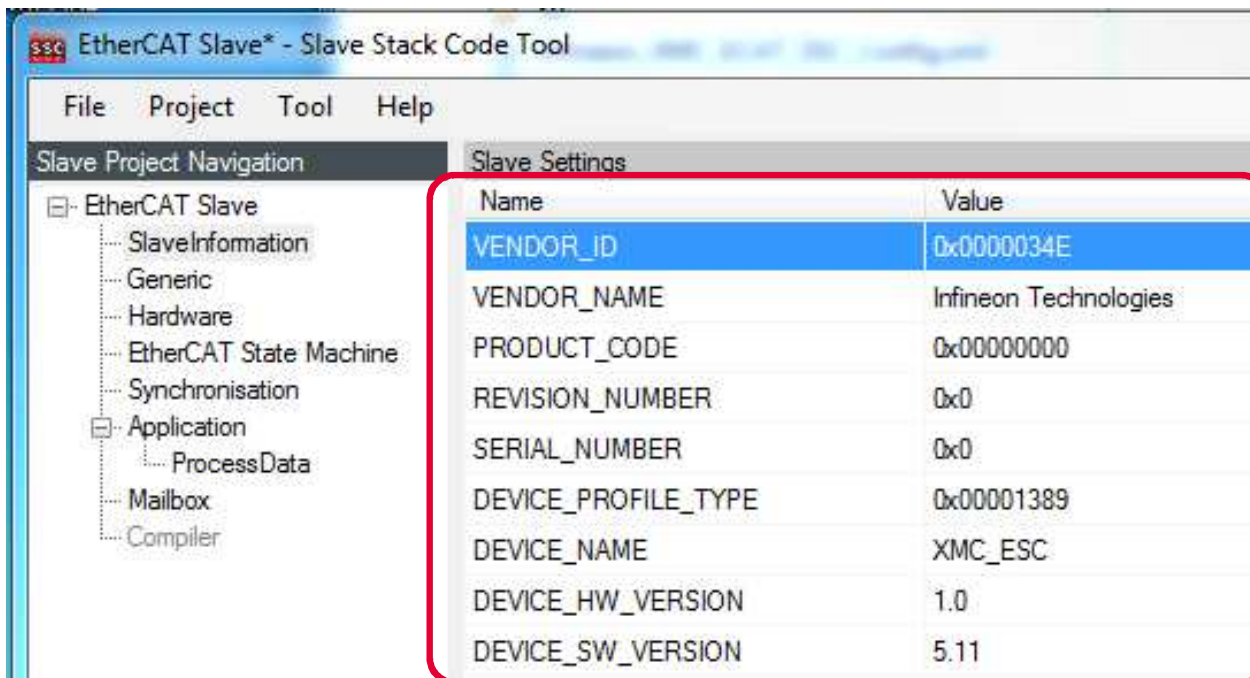 EtherCAT Slave* - Slave Stack Code Tool
File Project Tool Help
Slave Project Navigation
EtherCAT Slave
SlaveInformation
Generic
Hardware
EtherCAT State Machine
Synchronisation
Application
ProcessData
Mailbox
Compiler
Slave Settings
Name Value
VENDOR_ID 0x0000034E
VENDOR_NAME Infineon Technologies
PRODUCT_CODE 0x00000000
REVISION_NUMBER 0x0
SERIAL_NUMBER 0x0
DEVICE_PROFILE_TYPE 0x00001389
DEVICE_NAME XMC_ESC
DEVICE_HW_VERSION 1.0
DEVICE_SW_VERSION 5.11